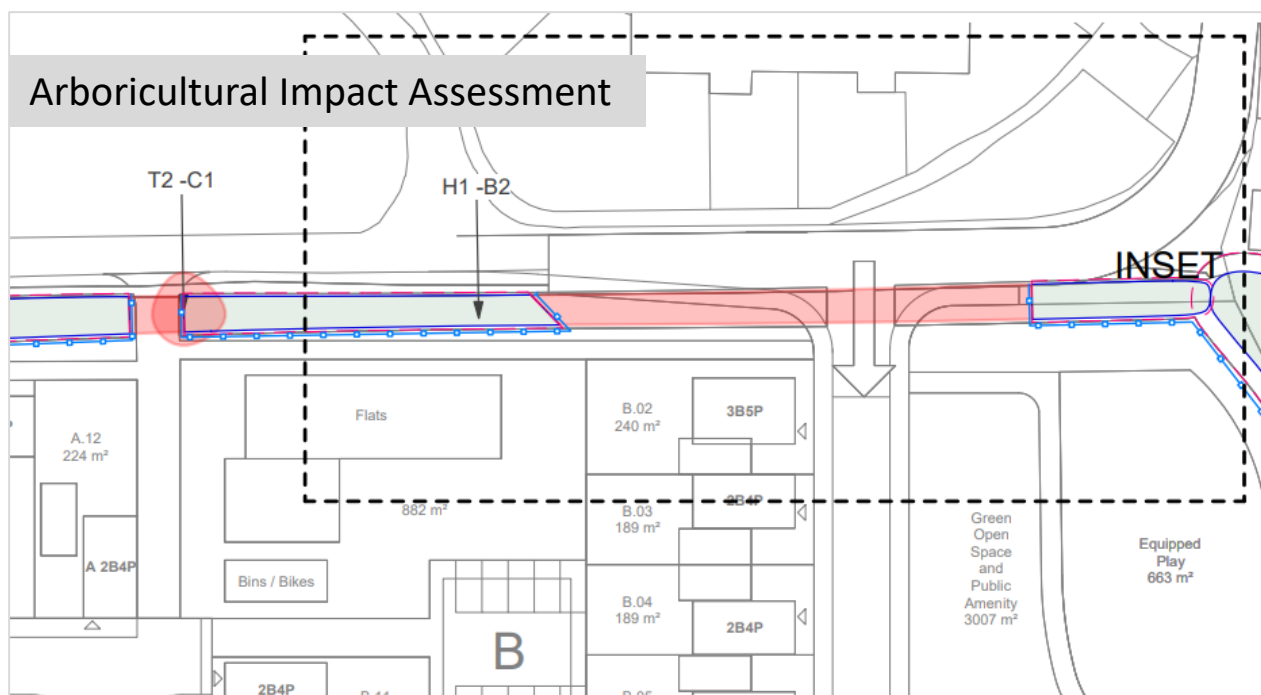 Arboricultural Impact Assessment
T2 -C1
H1 -B2
INSET
Flats
B.02
240 m²
3B5P
A.12
224 m²
882 m²
2B4P
B.03
189 m²
Green
Open
Space
and
Public
Amenity
3007 m²
Equipped
Play
663 m²
A 2B4P
Bins / Bikes
B.04
189 m²
2B4P
B
2B4P